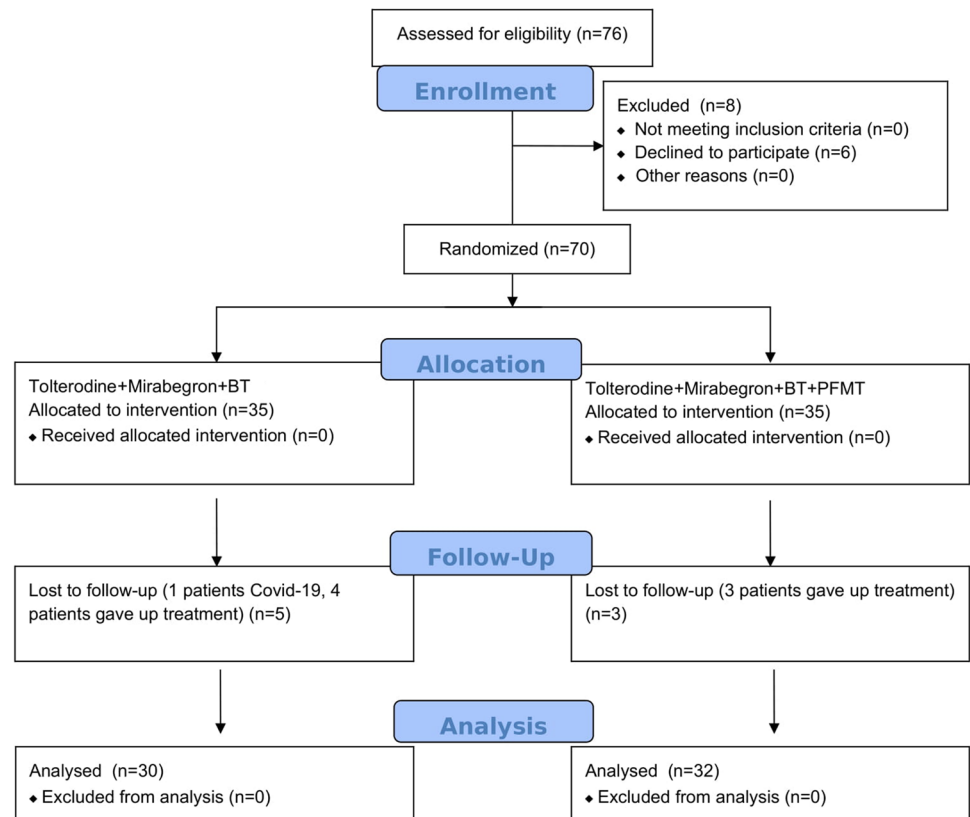 Assessed for eligibility (n=76)
Enrollment
Excluded (n=8)
◆ Not meeting inclusion criteria (n=0)
◆ Declined to participate (n=6)
◆ Other reasons (n=0)
Randomized (n=70)
Allocation
Tolterodine+Mirabegron+BT
Allocated to intervention (n=35)
◆ Received allocated intervention (n=0)
Tolterodine+Mirabegron+BT+PFMT
Allocated to intervention (n=35)
◆ Received allocated intervention (n=0)
Follow-Up
Lost to follow-up (1 patients Covid-19, 4
patients gave up treatment) (n=5)
Lost to follow-up (3 patients gave up treatment)
(n=3)
Analysis
Analysed (n=30)
◆ Excluded from analysis (n=0)
Analysed (n=32)
◆ Excluded from analysis (n=0)